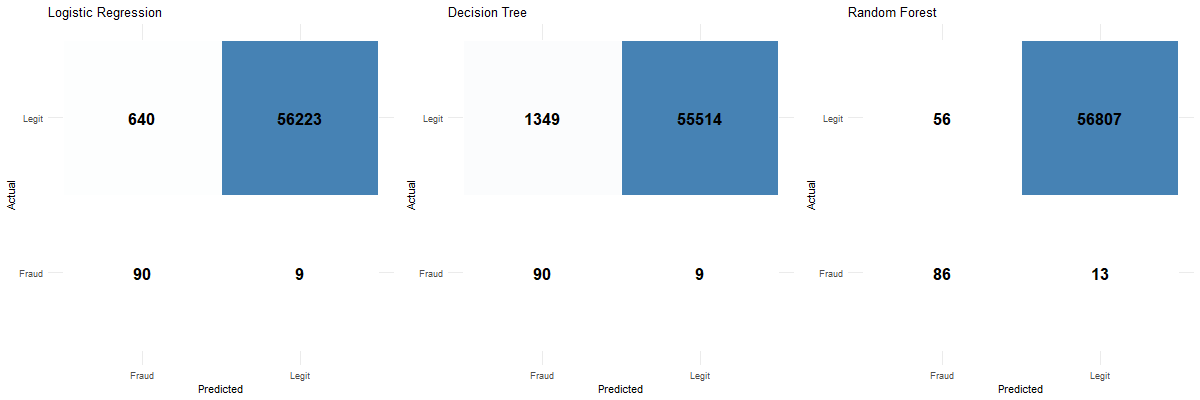 Logistic Regression
Decision Tree
Random Forest
Legit 640 56223
Legit 1349 55514
Legit 56 56807
Actual
Actual
Actual
Fraud 90 9
Fraud 90 9
Fraud 86 13
Fraud Legit
Fraud Legit
Fraud Legit
Predicted
Predicted
Predicted